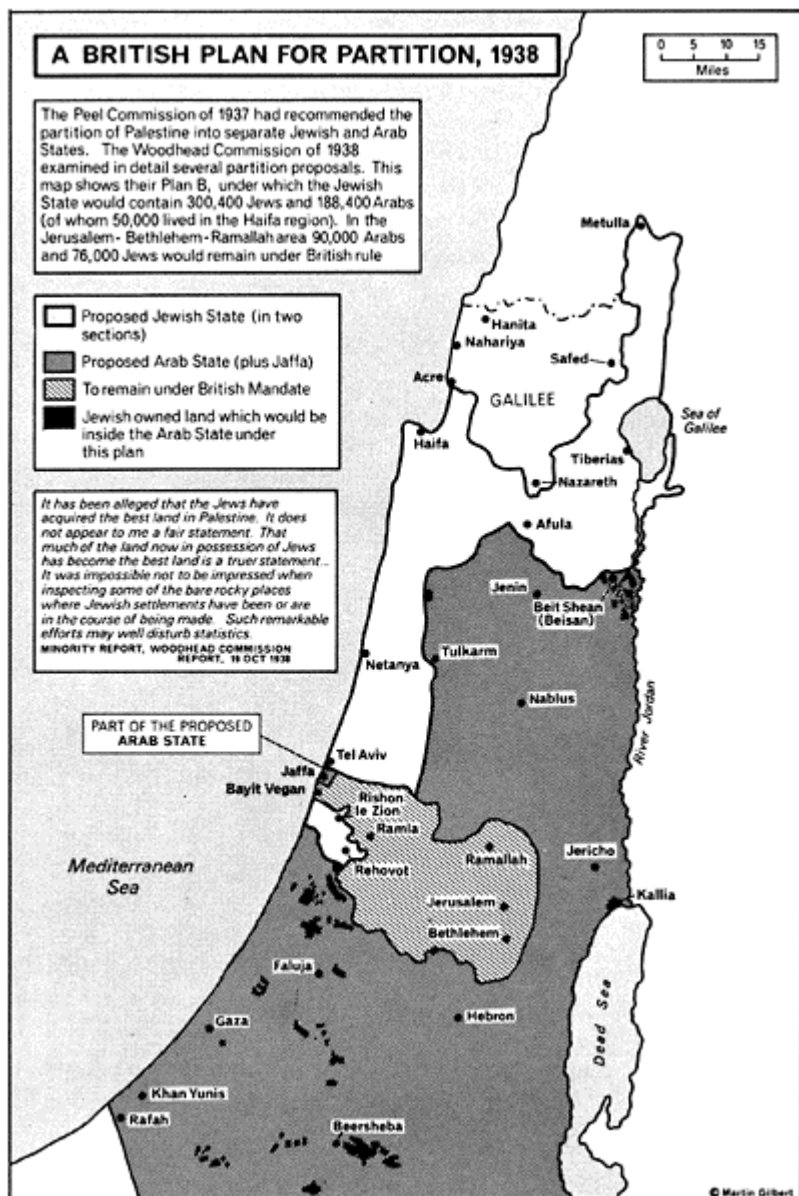 A BRITISH PLAN FOR PARTITION, 1938
0 5 10 15
Miles
The Peel Commission of 1937 had recommended the
partition of Palestine into separate Jewish and Arab
States. The Woodhead Commission of 1938
examined in detail several partition proposals. This
map shows their Plan B, under which the Jewish
State would contain 300,400 Jews and 188,400 Arabs
(of whom 50,000 lived in the Haifa region). In the
Jerusalem-Bethlehem-Ramallah area 90,000 Arabs
and 76,000 Jews would remain under British rule
Proposed Jewish State (in two
sections)
Proposed Arab State (plus Jaffa)
To remain under British Mandate
Jewish owned land which would be
inside the Arab State under
this plan
It has been alleged that the Jews have
acquired the best land in Palestine. It does
not appear to me a fair statement. That
much of the land now in possession of Jews
has become the best land is a truer statement...
It was impossible not to be impressed when
inspecting some of the bare rocky places
where Jewish settlements have been or are
in the course of being made. Such remarkable
efforts may well disturb statistics.
MINORITY REPORT, WOODHEAD COMMISSION
REPORT, 19 OCT 1938
PART OF THE PROPOSED
ARAB STATE
Metulla
Hanita
Nahariya
Safed
Acre
GALILEE
Sea of
Galilee
Haifa
Tiberias
Nazareth
Afula
Jenin
Beit Shean
(Beisan)
Netanya
Tulkarm
Nablus
River Jordan
Tel Aviv
Jaffa
Bayit Vegan
Rishon
le Zion
Ramla
Ramallah
Jericho
Mediterranean
Sea
Rehovot
Jerusalem
Kallia
Bethlehem
Faluja
Dead Sea
Gaza
Hebron
Khan Yunis
Rafah
Beersheba
© Martin Gilbert